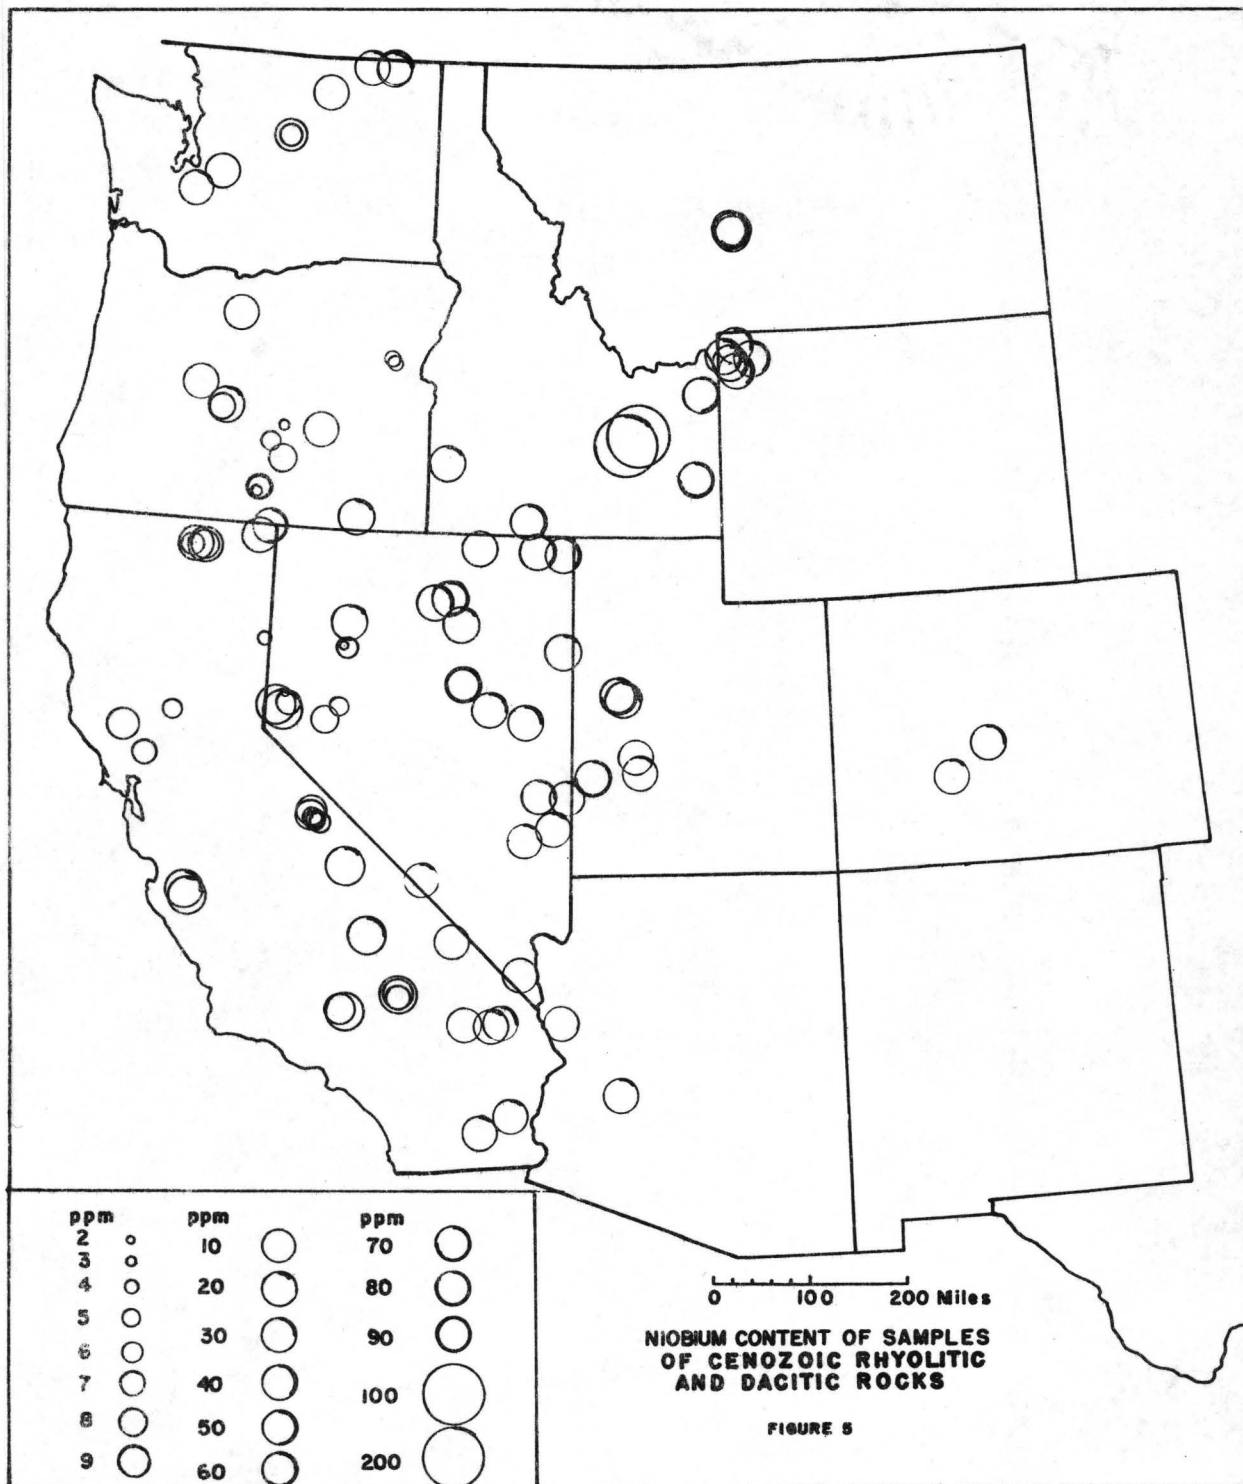 ppm ppm ppm
2 10 70
3
4 20 80
5
6 30 90
7 40 100
8 50
9 60 200
0 100 200 Miles
NIOBIUM CONTENT OF SAMPLES
OF CENOZOIC RHYOLITIC
AND DACITIC ROCKS
FIGURE 5